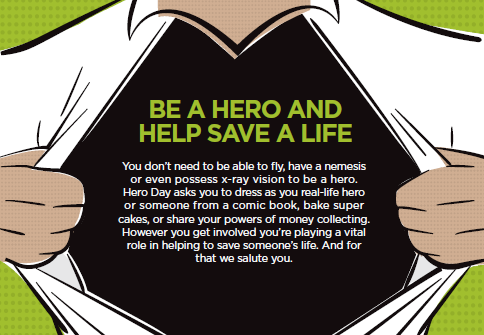 BE A HERO AND
HELP SAVE A LIFE
You don't need to be able to fly, have a nemesis
or even possess x-ray vision to be a hero.
Hero Day asks you to dress as you real-life hero
or someone from a comic book, bake super
cakes, or share your powers of money collecting.
However you get involved you're playing a vital
role in helping to save someone's life. And for
that we salute you.